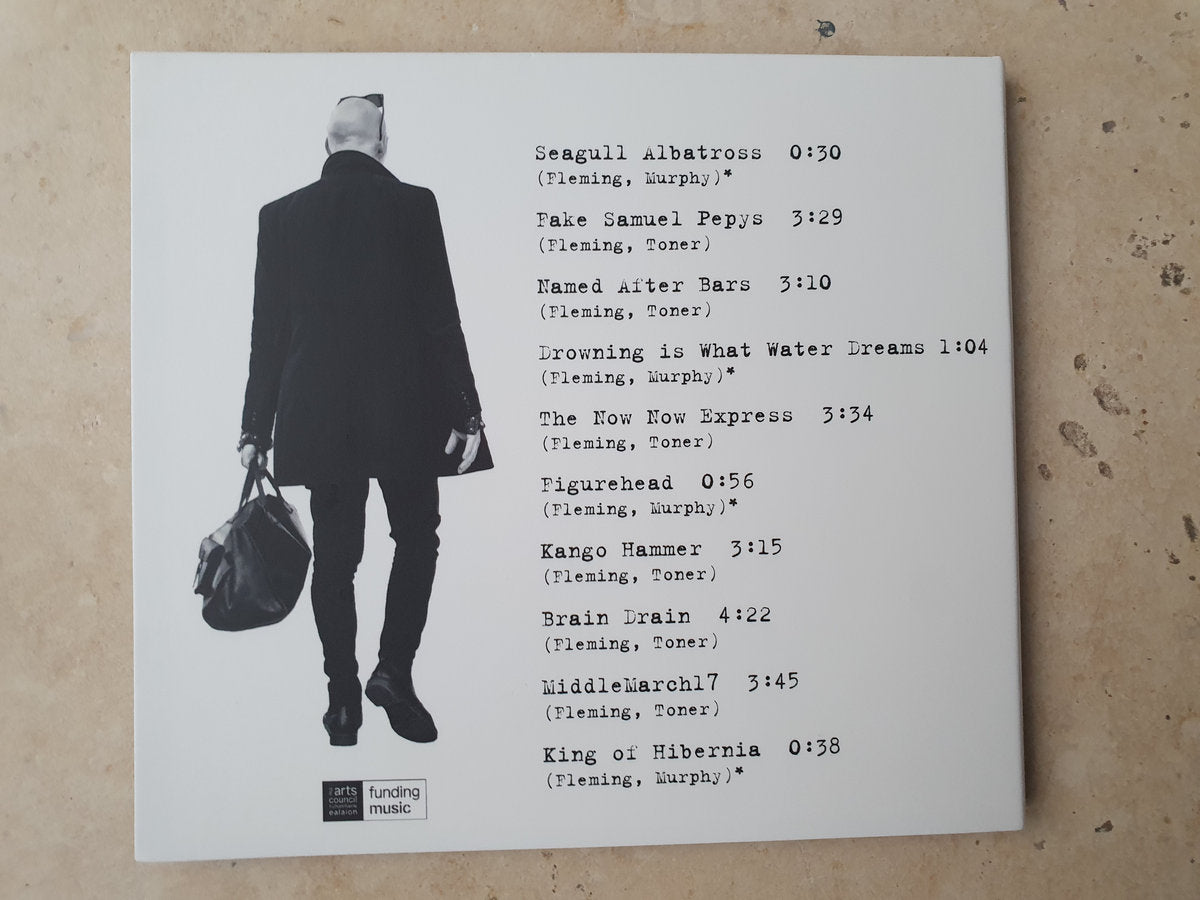 Seagull Albatross 0:30
(Fleming, Murphy)*
Fake Samuel Pepys 3:29
(Fleming, Toner)
Named After Bars 3:10
(Fleming, Toner)
Drowning is What Water Dreams 1:04
(Fleming, Murphy)*
The Now Now Express 3:34
(Fleming, Toner)
Figurehead 0:56
(Fleming, Murphy)*
Kango Hammer 3:15
(Fleming, Toner)
Brain Drain 4:22
(Fleming, Toner)
MiddleMarch17 3:45
(Fleming, Toner)
King of Hibernia 0:38
(Fleming, Murphy)*
arts
council
ealaíon
funding
music